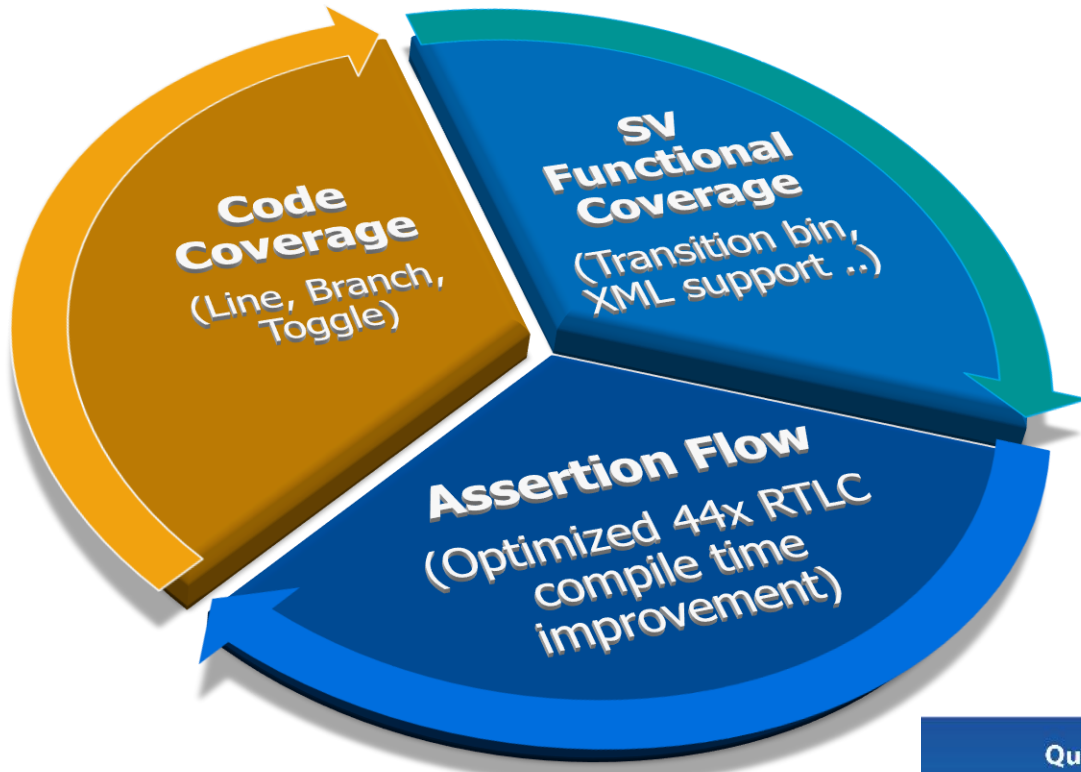 Code
Coverage
(Line, Branch,
Toggle)
SV
Functional
Coverage
(Transition bin,
XML support ..)
Assertion Flow
(Optimized 44x RTLC
compile time
improvement)
Qu